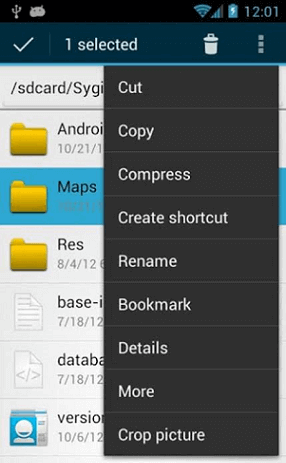 12:01
1 selected
/sdcard/Sygi
Cut
Androi
10/21/1
Copy
Compress
Maps
Create shortcut
Res
8/4/12 6
Rename
base-i
7/18/12
Bookmark
Details
databa
7/18/12
More
version
10/6/12
Crop picture